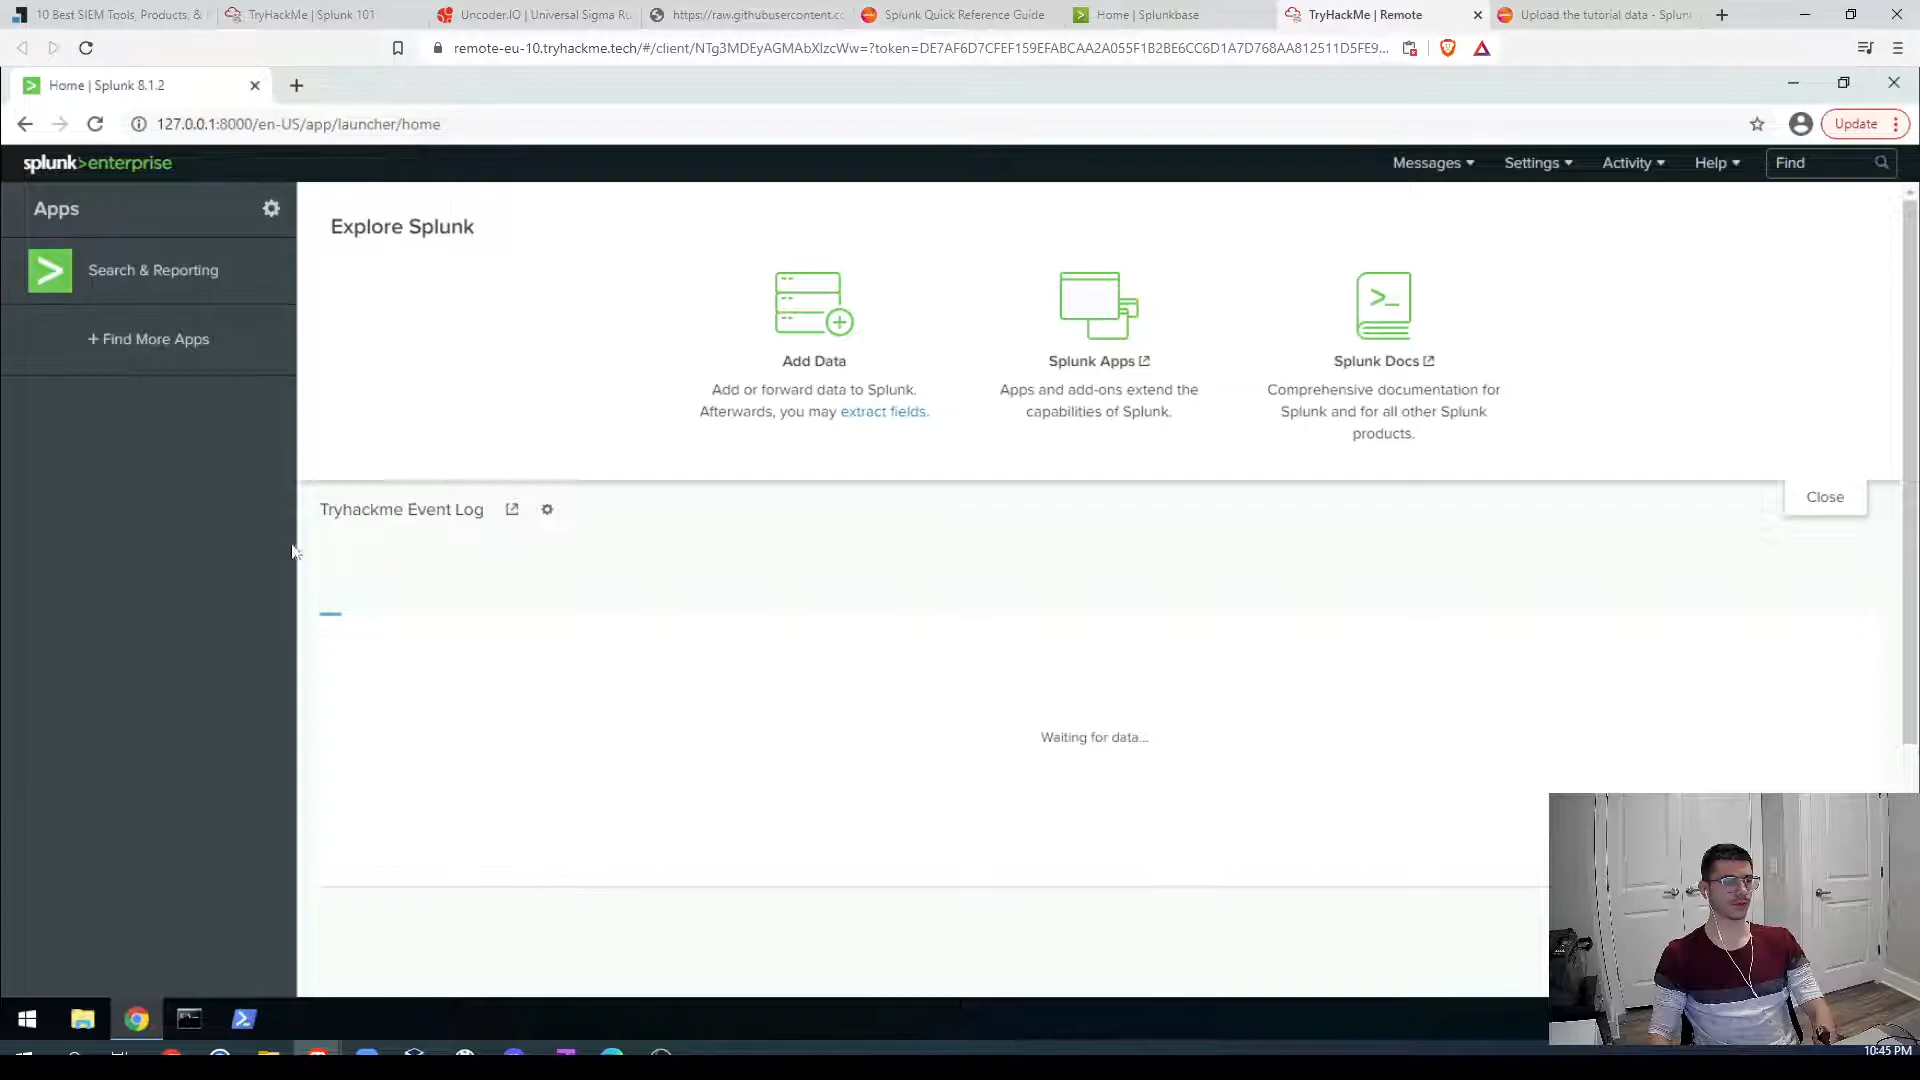 10 Best SIEM Tools, Products, &
TryHackMe | Splunk 101
Uncoder.IO | Universal Sigma Ru
https://raw.githubusercontent.cc
Splunk Quick Reference Guide
Home | Splunkbase
TryHackMe | Remote
Upload the tutorial data - Splun
remote-eu-10.tryhackme.tech/#/client/NTg3MDEyAGMAbXlzcWw=?token=DE7AF6D7CFEF159EFABCAA2A055F1B2BE6CC6D1A7D768AA812511D5FE9...
Home | Splunk 8.1.2
127.0.0.1:8000/en-US/app/launcher/home
Update
splunk>enterprise
Messages
Settings
Activity
Help
Find
Apps
Search & Reporting
+ Find More Apps
Explore Splunk
Add Data
Add or forward data to Splunk.
Afterwards, you may extract fields.
Splunk Apps
Apps and add-ons extend the
capabilities of Splunk.
Splunk Docs
Comprehensive documentation for
Splunk and for all other Splunk
products.
Close
Tryhackme Event Log
Waiting for data...
10:45 PM